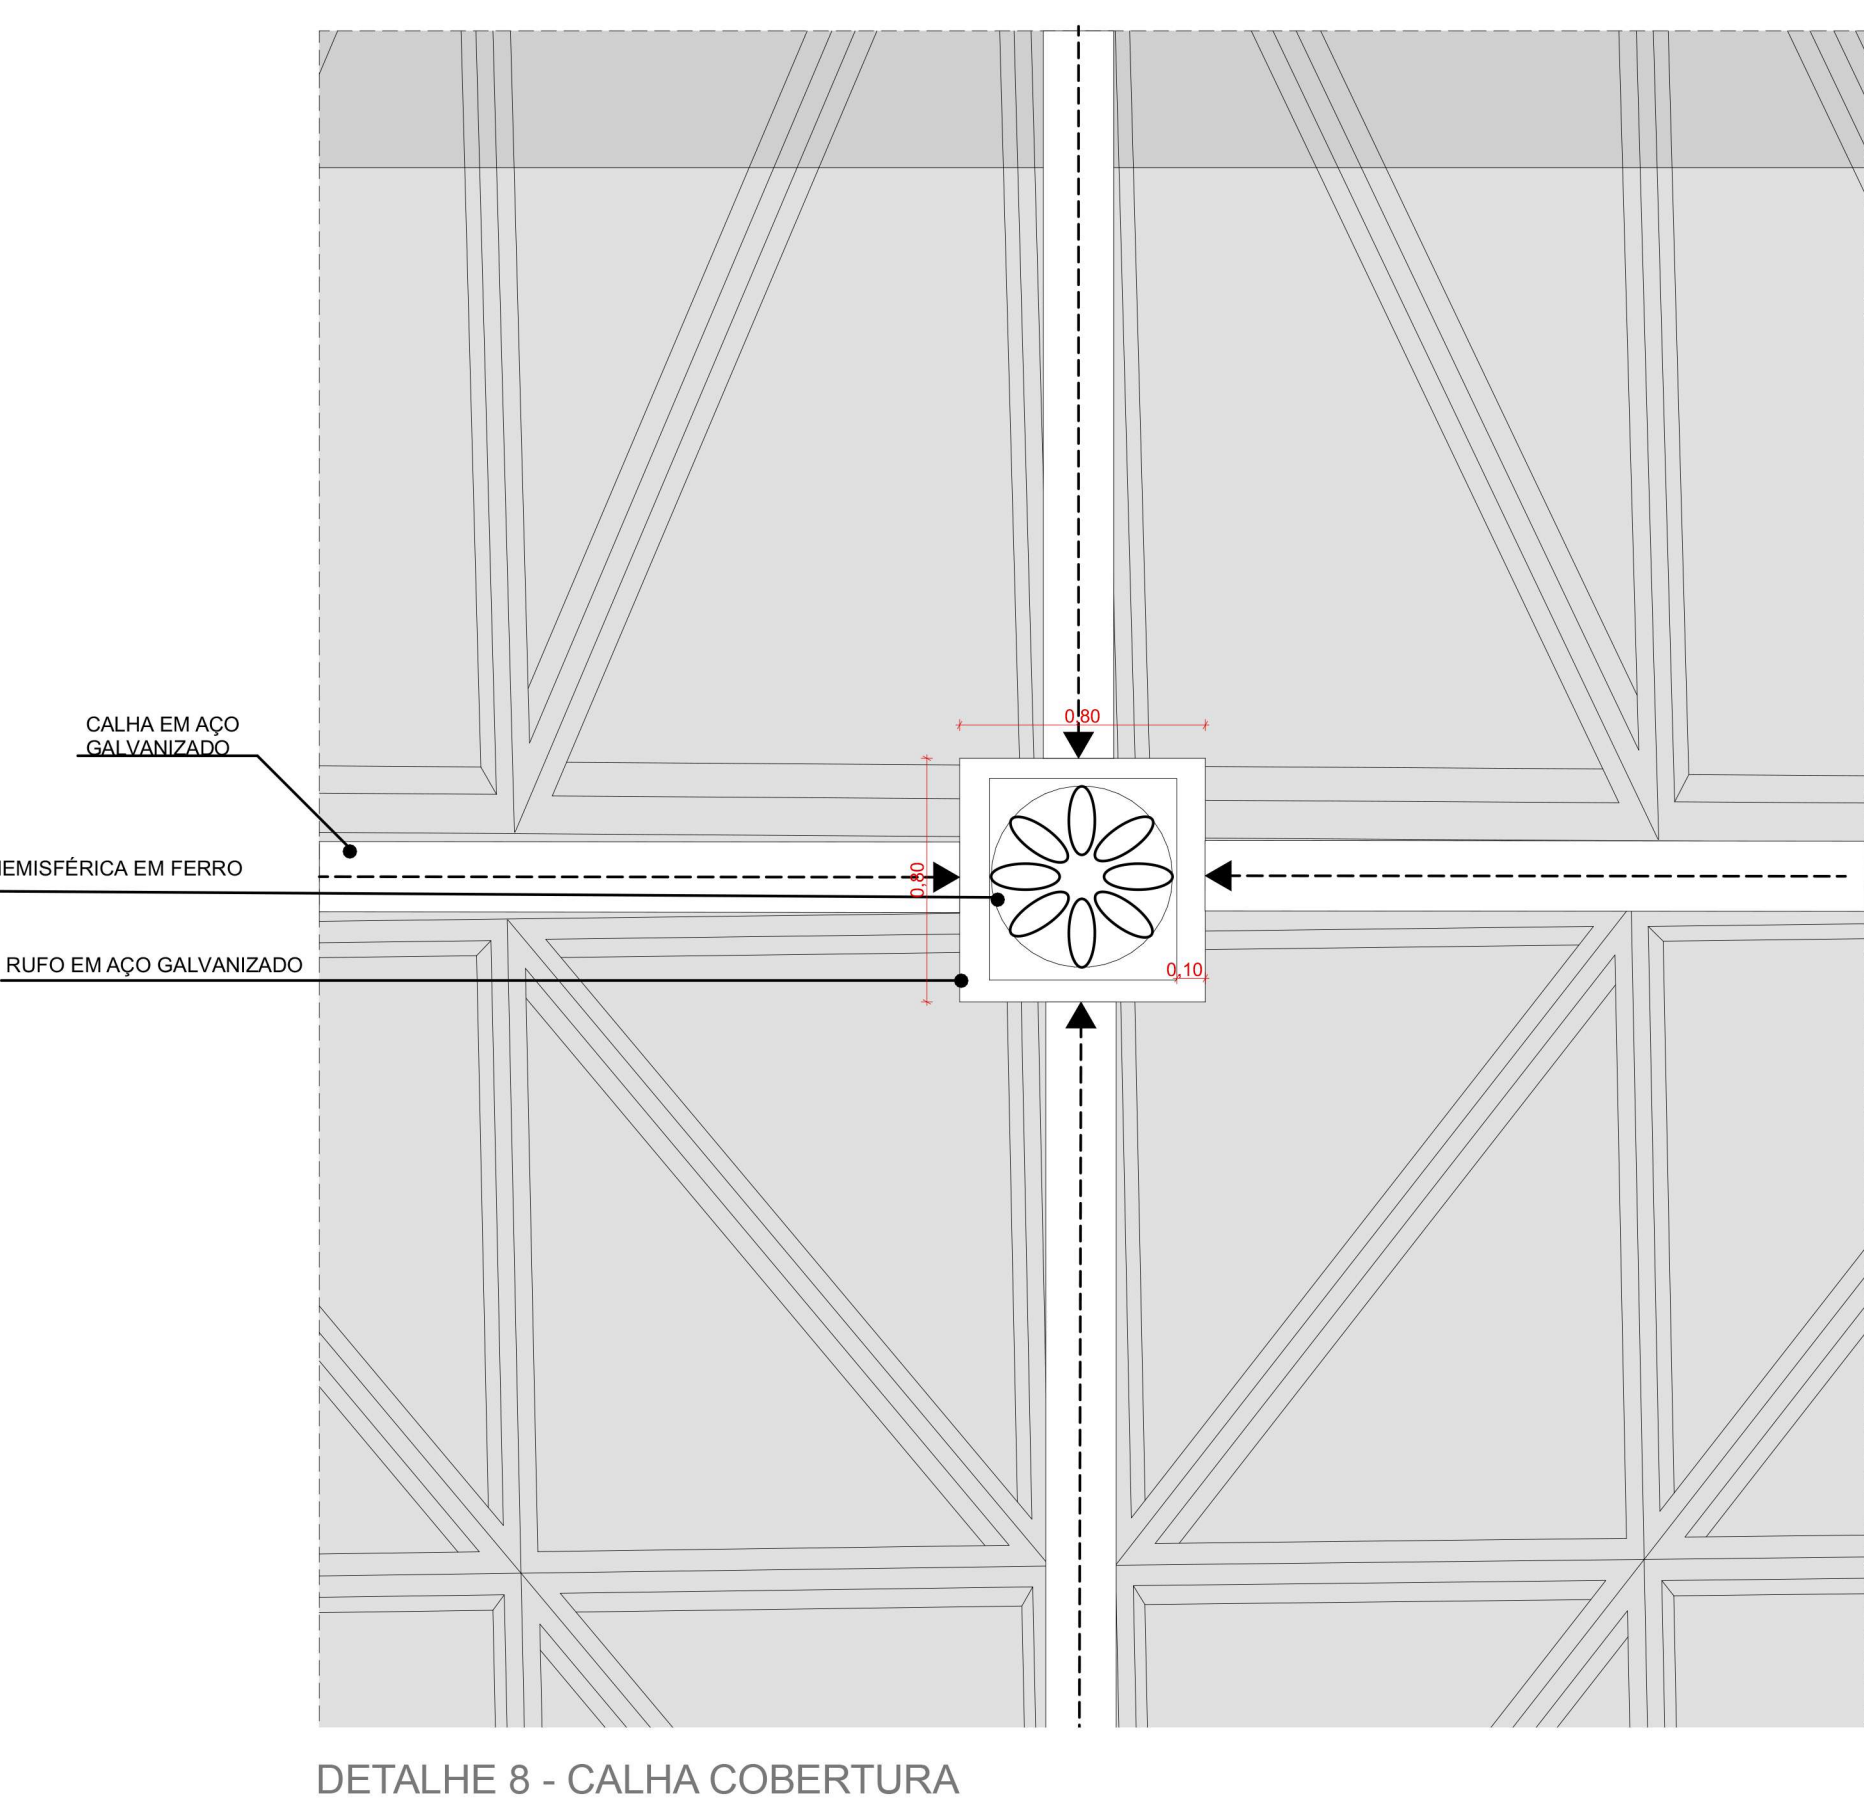 0,80
CALHA EM AÇO
GALVANIZADO
HEMISFÉRICA EM FERRO
0,80
RUFO EM AÇO GALVANIZADO
0,10
DETALHE 8 - CALHA COBERTURA